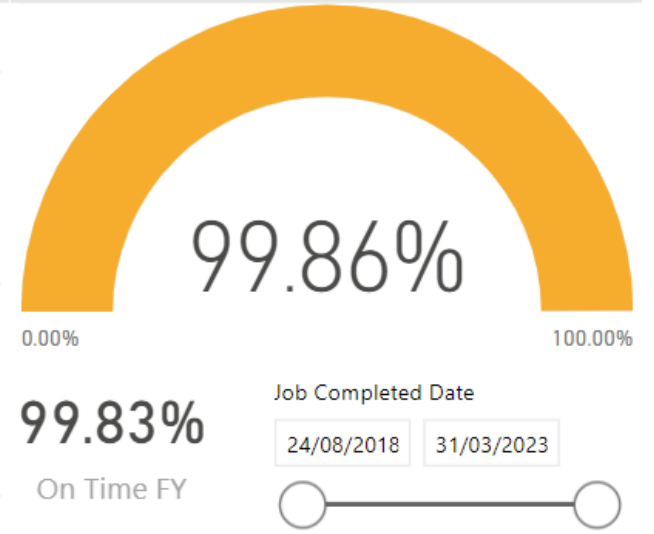 99.86%
0.00% 100.00%
99.83%
On Time FY
Job Completed Date
24/08/2018 31/03/2023